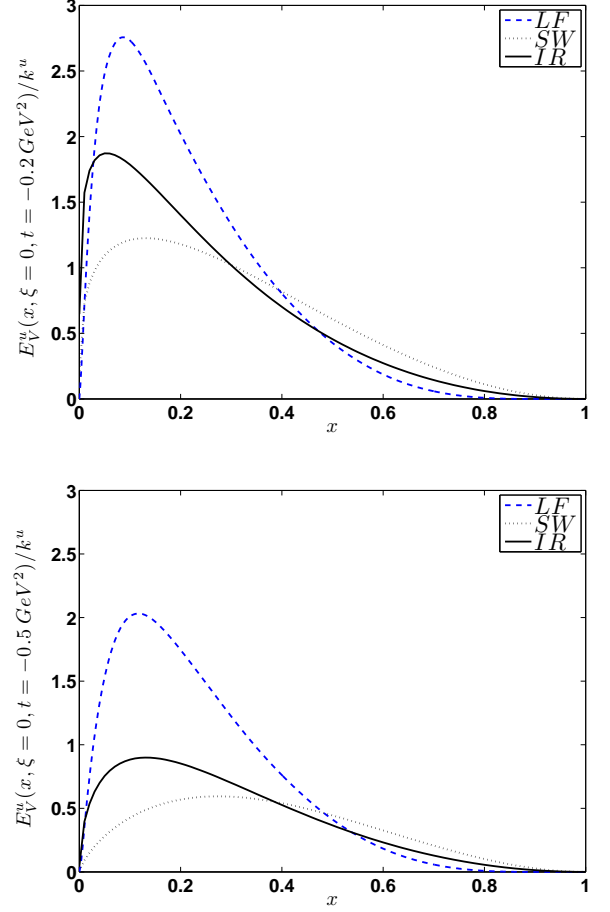 3
2.5
2
1.5
1
0.5
0
0
0.2
0.4
0.6
0.8
1
x
E_V^u(x, ξ = 0, t = −0.2 GeV^2)/k^u
LF
SW
IR
3
2.5
2
1.5
1
0.5
0
0
0.2
0.4
0.6
0.8
1
x
E_V^u(x, ξ = 0, t = −0.5 GeV^2)/k^u
LF
SW
IR